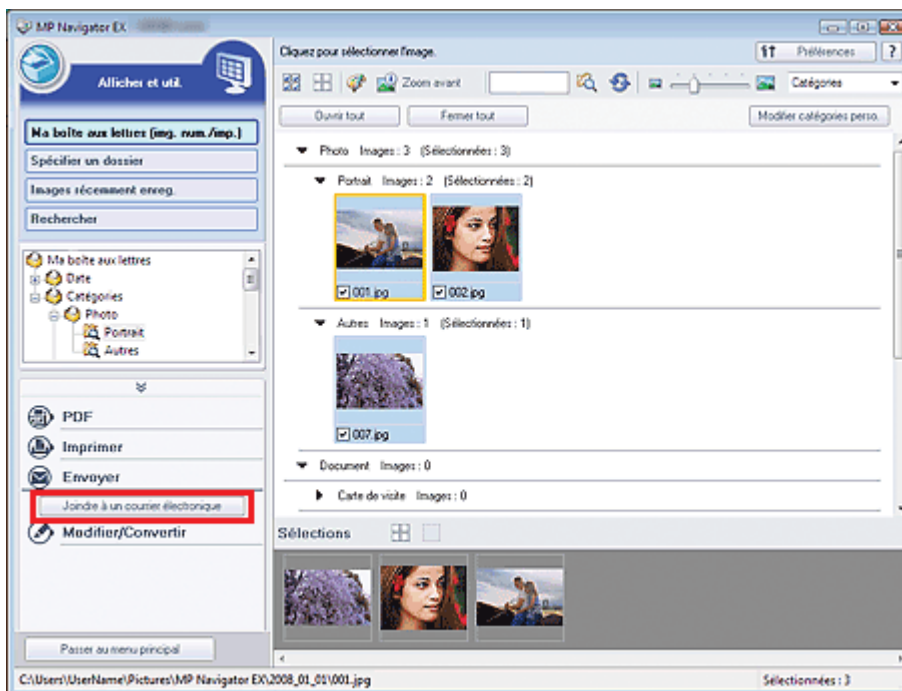 MP Navigator EX
Afficher et util.
Ma boîte aux lettres (img. num./imp.)
Spécifier un dossier
Images récemment enreg.
Rechercher
Ma boîte aux lettres
Date
Catégories
Photo
Portrait
Autres
PDF
Imprimer
Envoyer
Joindre à un courrier électronique
Modifier/Convertir
Passer au menu principal
Cliquez pour sélectionner l'image.
Préférences
?
Zoom avant
Catégories
Ouvrir tout
Fermer tout
Modifier catégories perso.
Photo Images : 3 (Sélectionnées : 3)
Portrait Images : 2 (Sélectionnées : 2)
001.jpg
002.jpg
Autres Images : 1 (Sélectionnées : 1)
007.jpg
Document Images : 0
Carte de visite Images : 0
Sélections
C:\Users\UserName\Pictures\MP Navigator EX\2008_01_01\001.jpg
Sélectionnées : 3